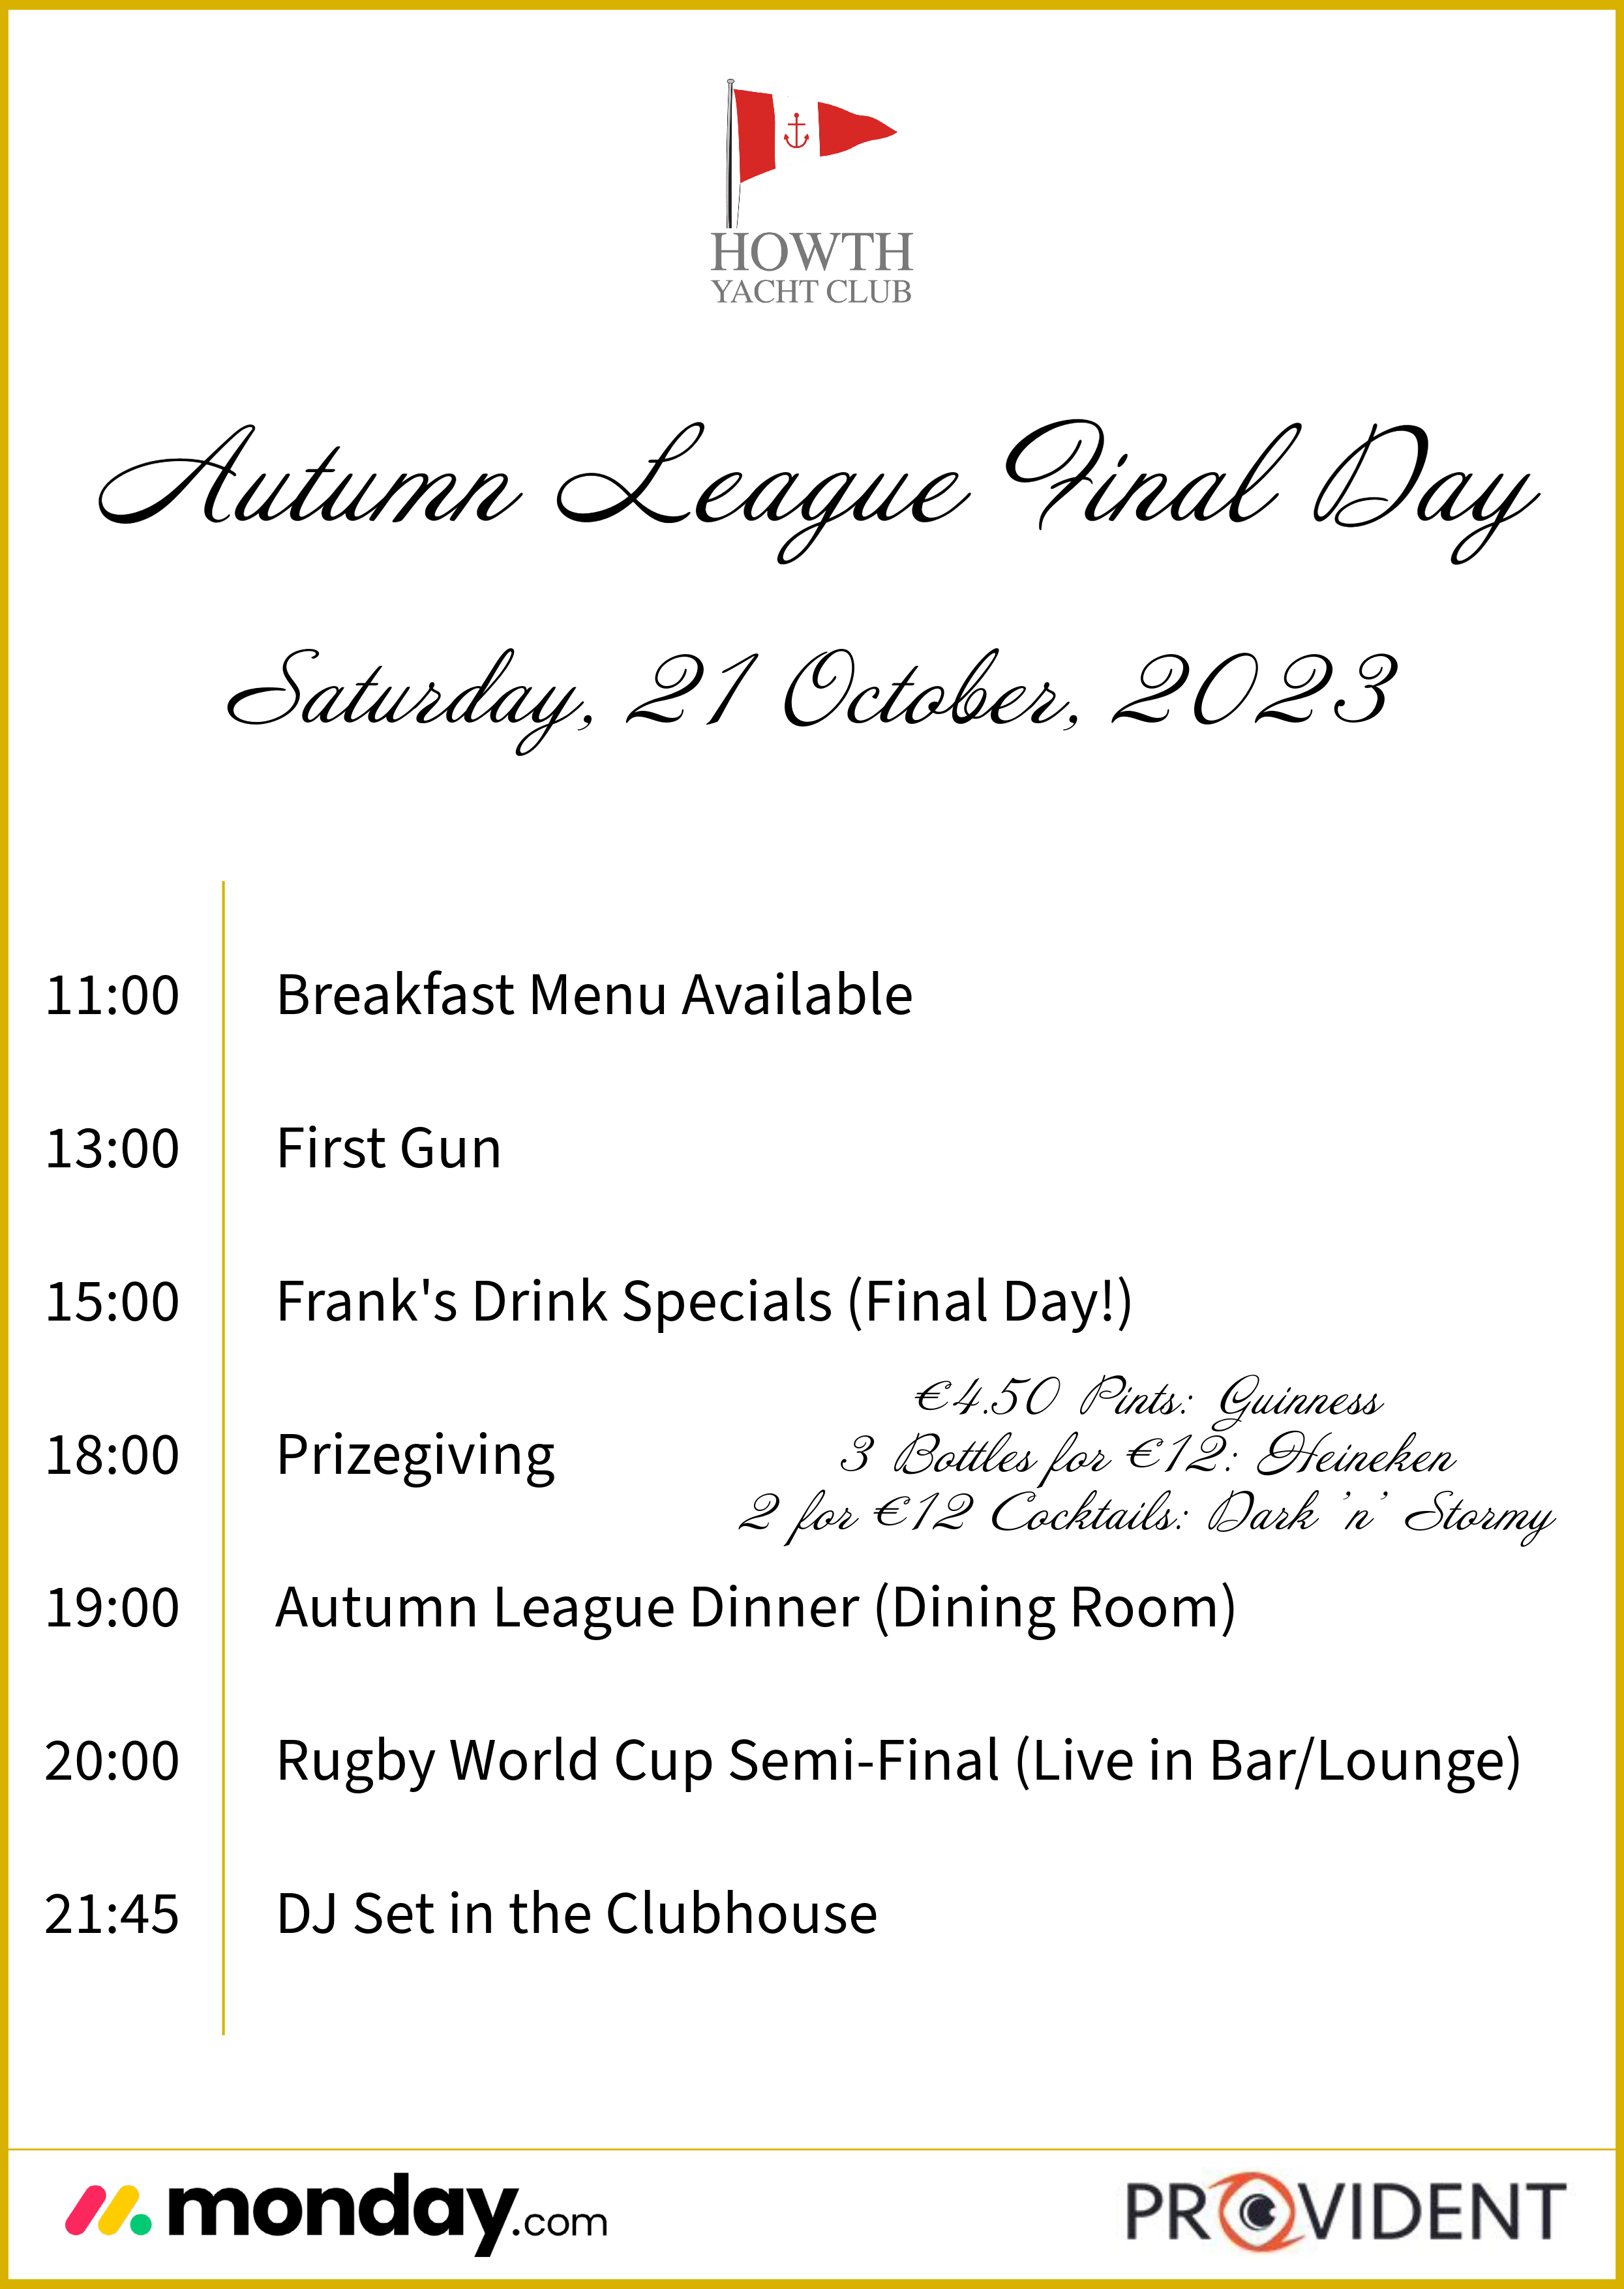 HOWTH
YACHT CLUB
Autumn League Final Day
Saturday, 21 October, 2023
11:00 Breakfast Menu Available
13:00 First Gun
15:00 Frank's Drink Specials (Final Day!)
€4.50 Pints: Guinness
3 Bottles for €12: Heineken
2 for €12 Cocktails: Dark 'n' Stormy
18:00 Prizegiving
19:00 Autumn League Dinner (Dining Room)
20:00 Rugby World Cup Semi-Final (Live in Bar/Lounge)
21:45 DJ Set in the Clubhouse
monday.com
PROVIDENT